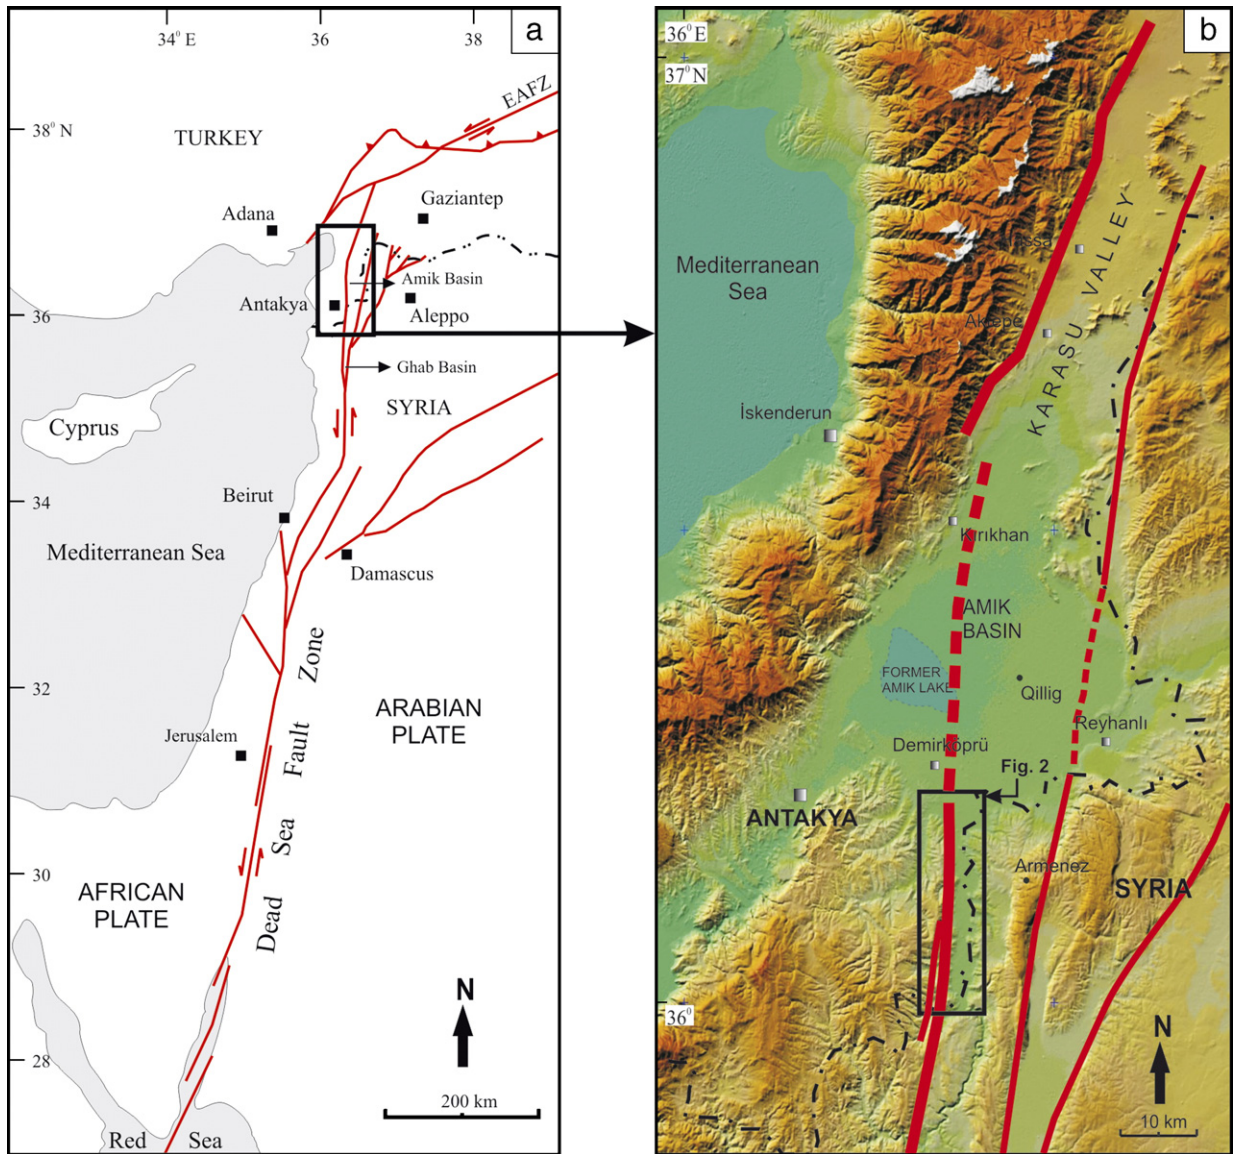 34° E
36
38
a
38° N
36
34
32
30
28
EAFZ
TURKEY
Gaziantep
Adana
Amik Basin
Antakya
Aleppo
Ghab Basin
SYRIA
Cyprus
Beirut
Mediterranean Sea
Damascus
Dead Sea Fault Zone
ARABIAN
PLATE
Jerusalem
AFRICAN
PLATE
N
200 km
Red Sea
b
36° E
37° N
Mediterranean
Sea
KARASU VALLEY
Aktepe
İskenderun
Kırıkhan
AMIK
BASIN
FORMER
AMIK LAKE
Qillig
Reyhanlı
Demirköprü
Fig. 2
ANTAKYA
Armenez
SYRIA
36°
N
10 km